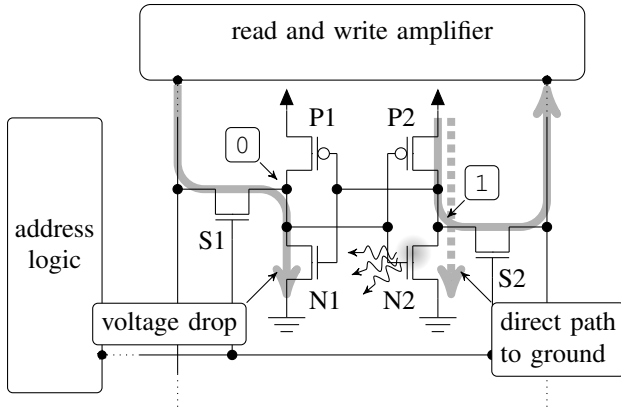 read and write amplifier
P1
P2
0
1
address
logic
S1
S2
N1
N2
voltage drop
direct path
to ground